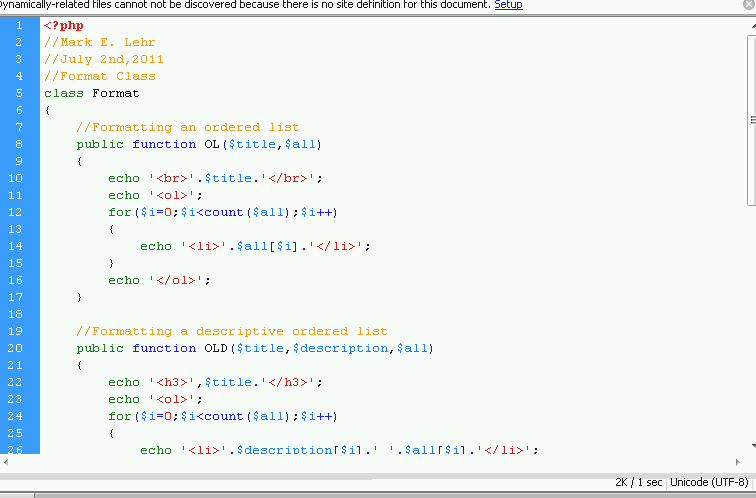 Dynamically-related files cannot not be discovered because there is no site definition for this document. Setup
1 <?php
2 //Mark E. Lehr
3 //July 2nd,2011
4 //Format Class
5 class Format
6 {
7 //Formatting an ordered list
8 public function OL($title,$all)
9 {
10 echo '<br>'.$title.'</br>';
11 echo '<ol>';
12 for($i=0;$i<count($all);$i++)
13 {
14 echo '<li>'.$all[$i].'</li>';
15 }
16 echo '</ol>';
17 }
18
19 //Formatting a descriptive ordered list
20 public function OLD($title,$description,$all)
21 {
22 echo '<h3>',$title.'</h3>';
23 echo '<ol>';
24 for($i=0;$i<count($all);$i++)
25 {
26 echo '<li>'.$description[$i].' '.$all[$i].'</li>';
2K / 1 sec Unicode (UTF-8)